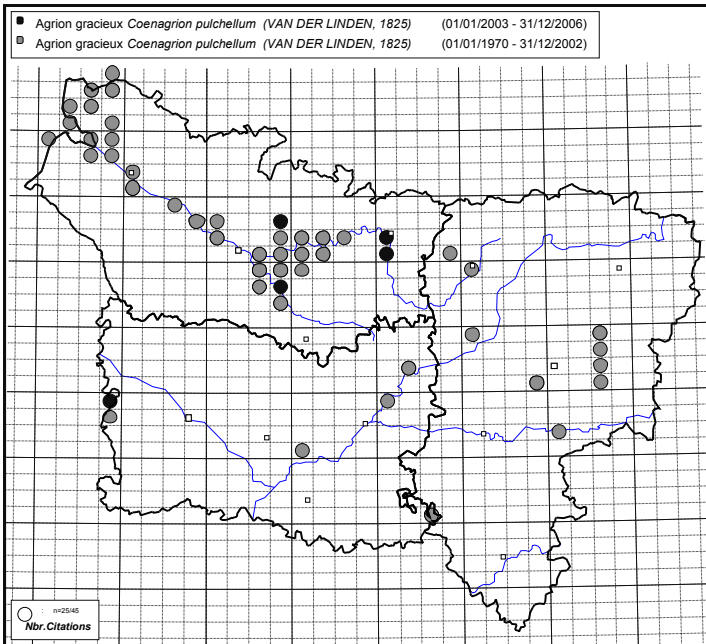 Agrion gracieux Coenagrion pulchellum (VAN DER LINDEN, 1825) (01/01/2003 - 31/12/2006)
Agrion gracieux Coenagrion pulchellum (VAN DER LINDEN, 1825) (01/01/1970 - 31/12/2002)
: n=25/45
Nbr.Citations